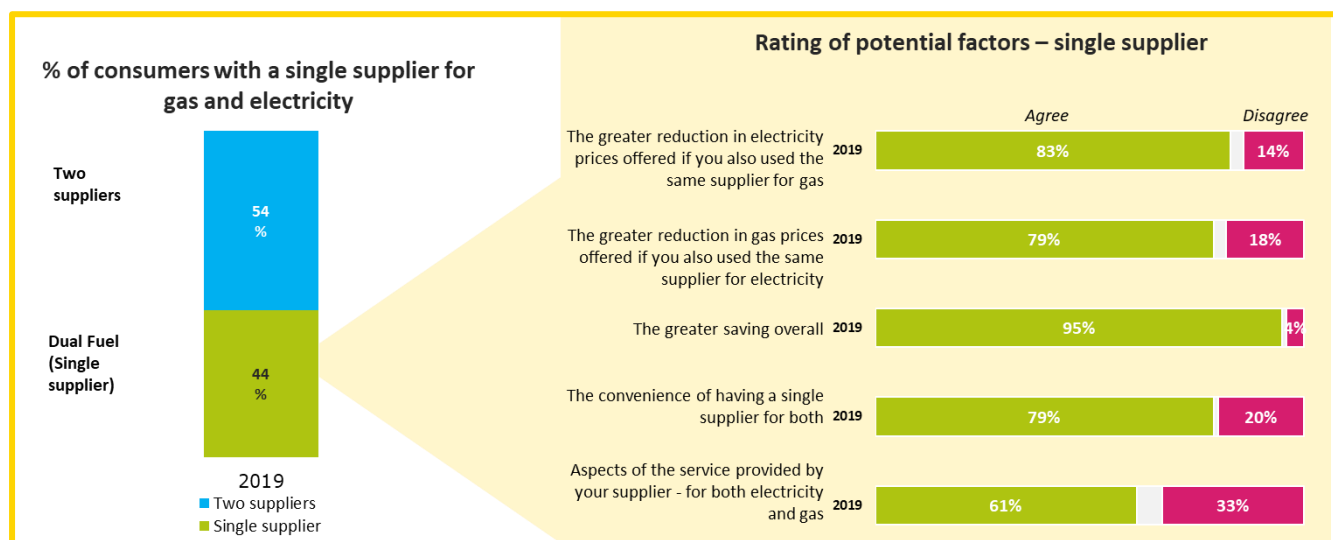 % of consumers with a single supplier for
gas and electricity
Two
suppliers
54
%
Dual Fuel
(Single
supplier)
44
%
2019
Two suppliers
Single supplier
Rating of potential factors – single supplier
Agree
Disagree
The greater reduction in electricity
prices offered if you also used the
same supplier for gas
2019
83%
14%
The greater reduction in gas prices
offered if you also used the same
supplier for electricity
2019
79%
18%
The greater saving overall
2019
95%
4%
The convenience of having a single
supplier for both
2019
79%
20%
Aspects of the service provided by
your supplier - for both electricity
and gas
2019
61%
33%